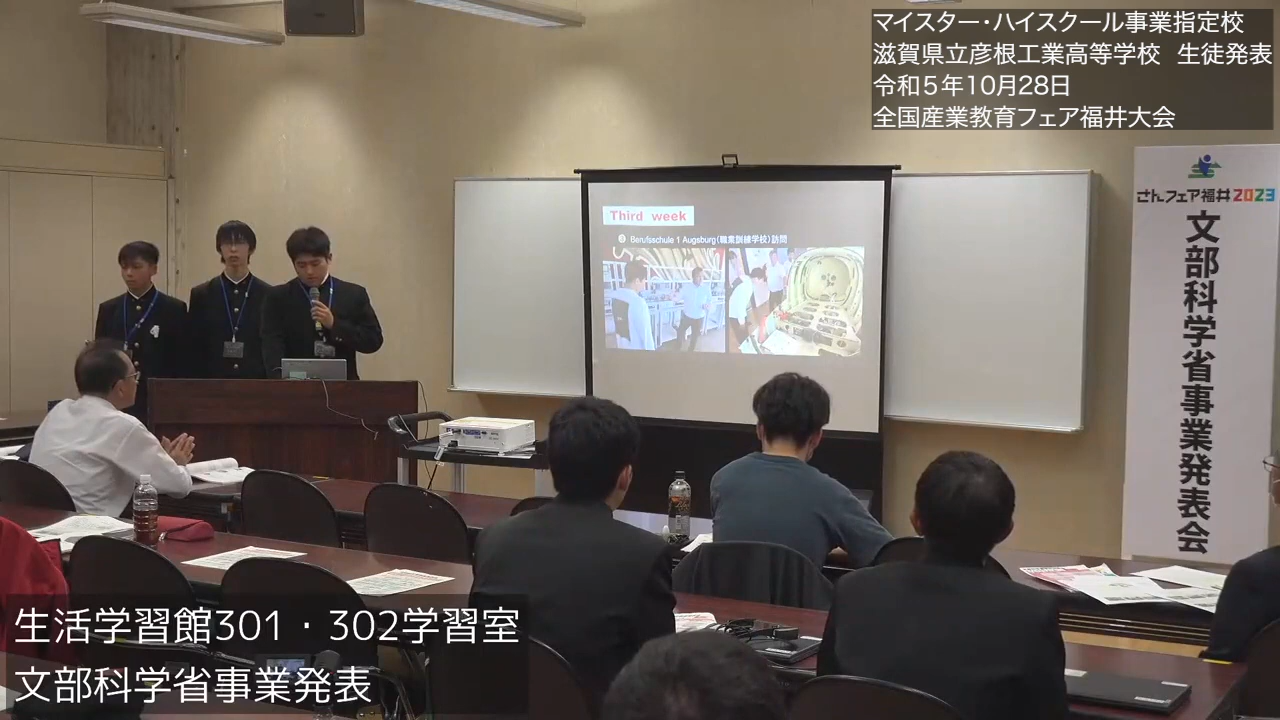 マイスター・ハイスクール事業指定校
滋賀県立彦根工業高等学校 生徒発表
令和５年10月28日
全国産業教育フェア福井大会
さんフェア福井2023
文部科学省事業発表会
Third week
Berufsschule 1 Augsburg(職業訓練学校)訪問
生活学習館301・302学習室
文部科学省事業発表